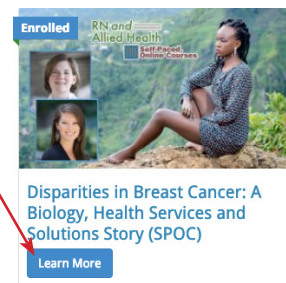 Enrolled
RN and
Allied Health
Self-Paced
Online Courses
Disparities in Breast Cancer: A
Biology, Health Services and
Solutions Story (SPOC)
Learn More